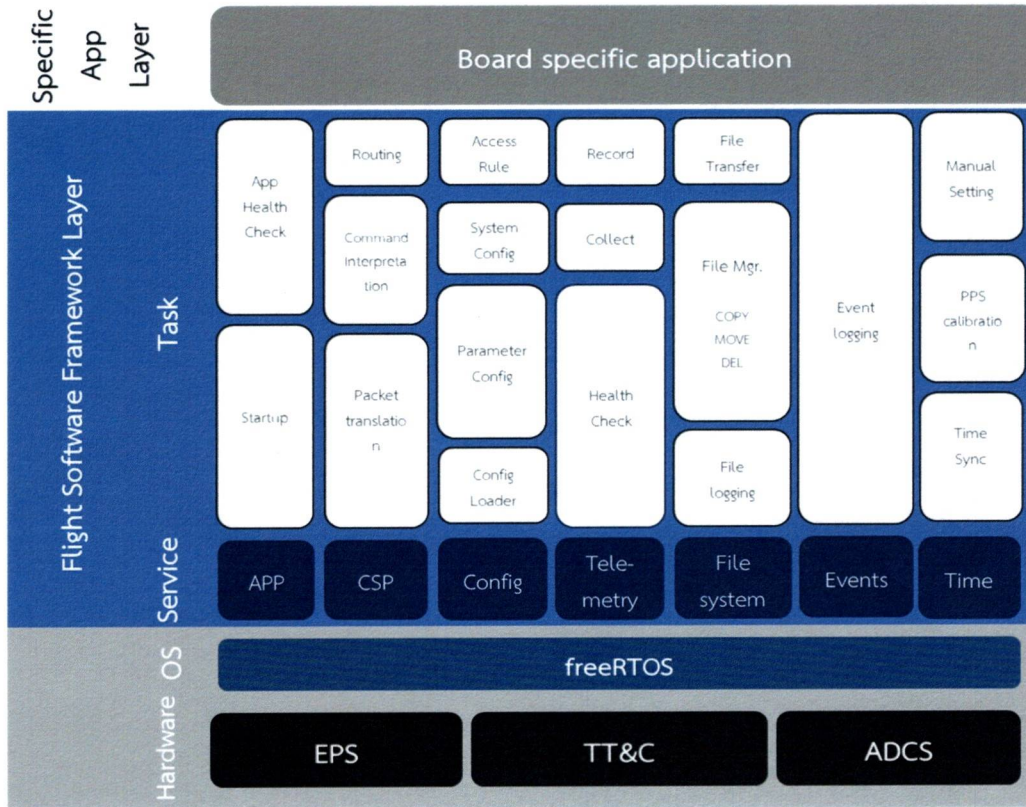 Specific
App
Layer
Board specific application
Flight Software Framework Layer
Task
App
Health
Check
Startup
Routing
Command
Interpreta
tion
Packet
translatio
n
Access
Rule
System
Config
Parameter
Config
Config
Loader
Record
Collect
Health
Check
File
Transfer
File Mgr.
COPY
MOVE
DEL
File
logging
Event
logging
Manual
Setting
PPS
calibratio
n
Time
Sync
Service
APP
CSP
Config
Tele-
metry
File
system
Events
Time
OS
freeRTOS
Hardware
EPS
TT&C
ADCS